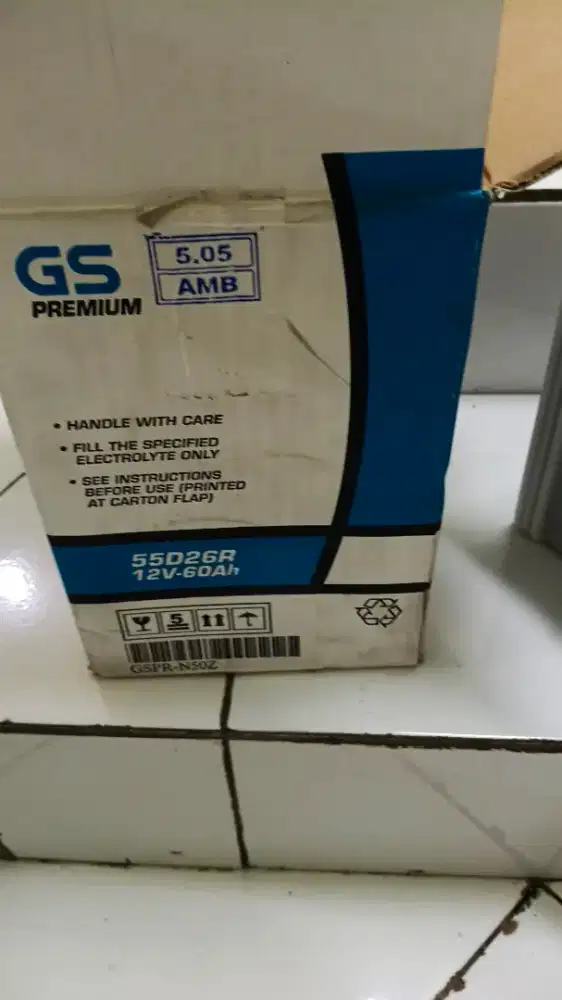 GS
PREMIUM
5.05
AMB
• HANDLE WITH CARE
• FILL THE SPECIFIED
ELECTROLYTE ONLY
• SEE INSTRUCTIONS
BEFORE USE (PRINTED
AT CARTON FLAP)
55D26R
12V-60Ah
5
GSPR-N50Z